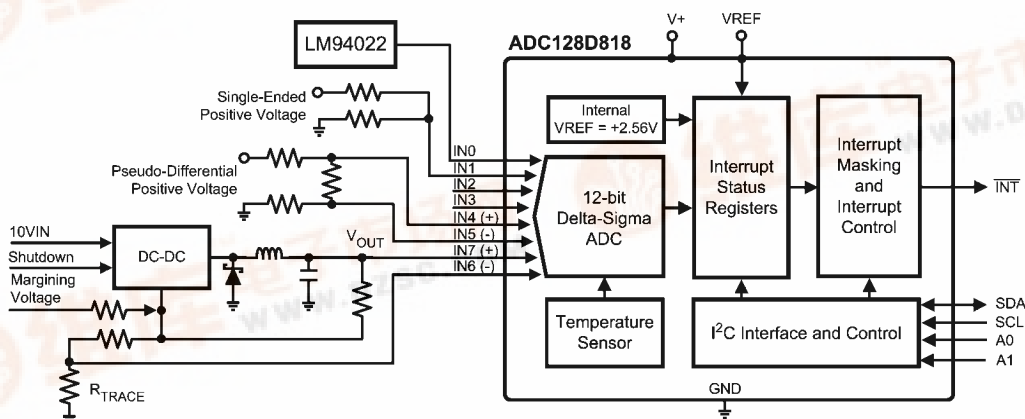 LM94022
V+
VREF
ADC128D818
Single-Ended
Positive Voltage
Internal
VREF = +2.56V
Pseudo-Differential
Positive Voltage
IN0
IN1
IN2
IN3
IN4 (+)
IN5 (-)
IN7 (+)
IN6 (-)
12-bit
Delta-Sigma
ADC
Interrupt
Status
Registers
Interrupt
Masking
and
Interrupt
Control
INT
10VIN
Shutdown
Margining
Voltage
DC-DC
VOUT
Temperature
Sensor
I²C Interface and Control
SDA
SCL
A0
A1
RTRACE
GND